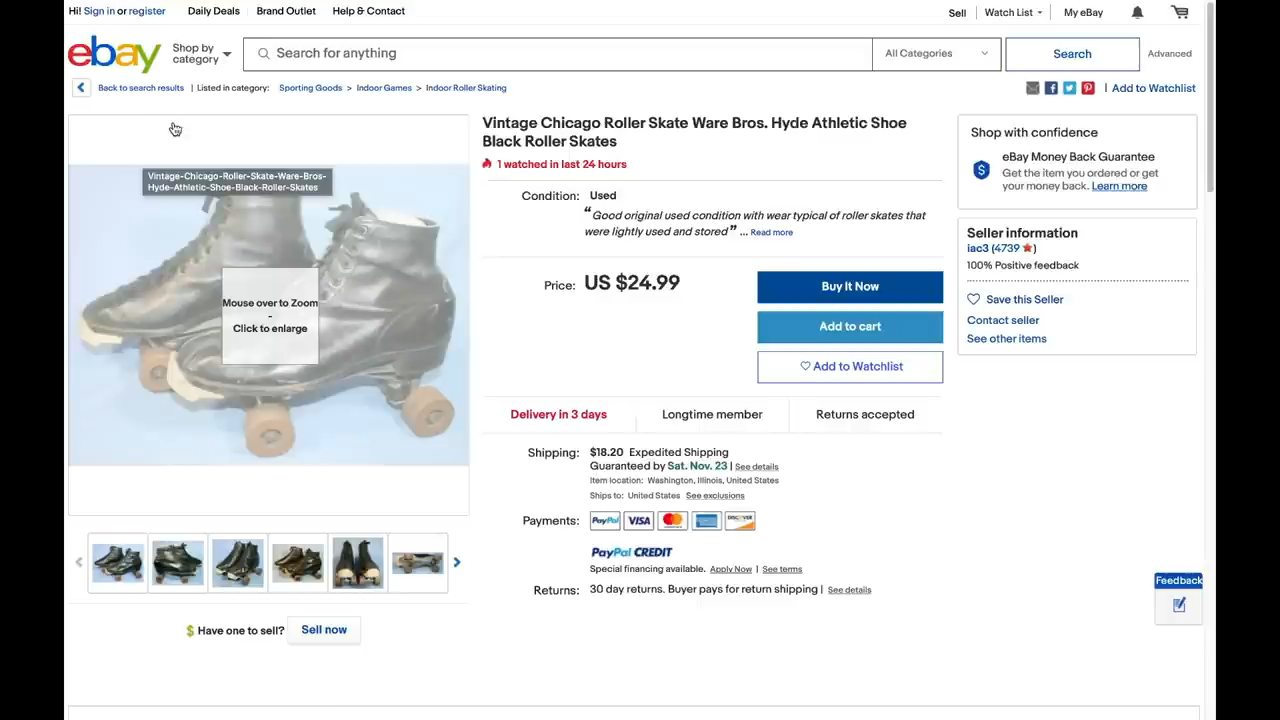 Hi! Sign in or register
Daily Deals
Brand Outlet
Help & Contact
Sell
Watch List
My eBay
ebay
Shop by
category
Search for anything
All Categories
Search
Advanced
Back to search results | Listed in category: Sporting Goods > Indoor Games > Indoor Roller Skating
| Add to Watchlist
Vintage-Chicago-Roller-Skate-Ware-Bros-
Hyde-Athletic-Shoe-Black-Roller-Skates
Mouse over to Zoom
-
Click to enlarge
$ Have one to sell? Sell now
Vintage Chicago Roller Skate Ware Bros. Hyde Athletic Shoe
Black Roller Skates
1 watched in last 24 hours
Condition: Used
“Good original used condition with wear typical of roller skates that
were lightly used and stored” ... Read more
Price: US $24.99
Buy It Now
Add to cart
Add to Watchlist
Delivery in 3 days
Longtime member
Returns accepted
Shipping: $18.20 Expedited Shipping
Guaranteed by Sat. Nov. 23 | See details
Item location: Washington, Illinois, United States
Ships to: United States See exclusions
Payments: PayPal VISA MasterCard DISCOVER
PayPal CREDIT
Special financing available. Apply Now | See terms
Returns: 30 day returns. Buyer pays for return shipping | See details
Shop with confidence
eBay Money Back Guarantee
Get the item you ordered or get
your money back. Learn more
Seller information
iac3 (4739 )
100% Positive feedback
Save this Seller
Contact seller
See other items
Feedback